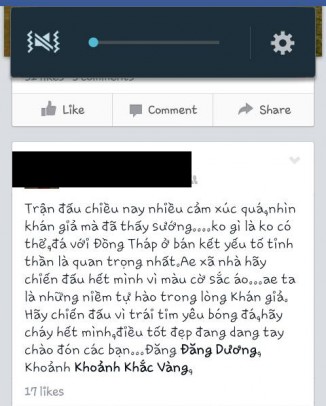 Like Comment Share
Trận đấu chiều nay nhiều cảm xúc quá,nhìn
khán giả mà đã thấy sướng,,,,ko gì là ko có
thể,đá với Đồng Tháp ở bán kết yếu tố tinh
thần là quan trọng nhất,Ae xã nhà hãy
chiến đấu hết mình vì màu cờ sắc áo,,,ae ta
là những niềm tự hào trong lòng Khán giả,
Hãy chiến đấu vì trái tim yêu bóng đá,hãy
cháy hết mình,điều tốt đẹp đang dang tay
chào đón các bạn,,,Đăng Đăng Dương,
Khoảnh Khoảnh Khắc Vàng,
17 likes